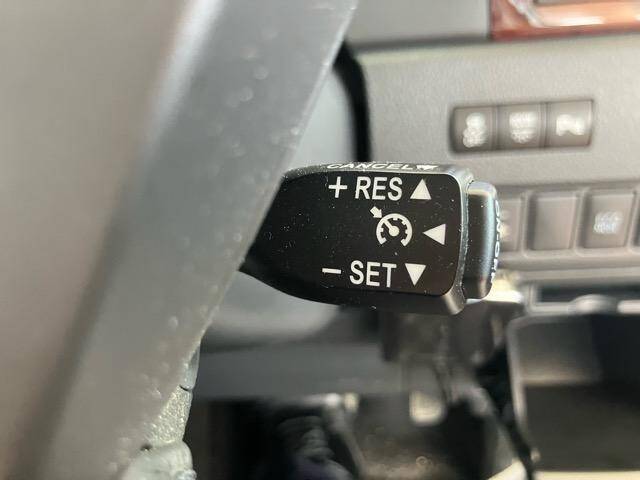 CANCEL
+ RES ▲
◀
− SET ▼